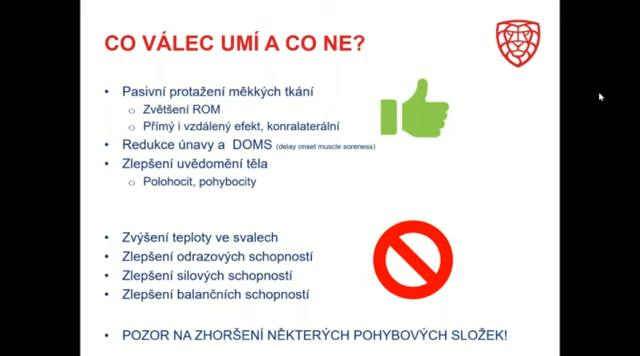 CO VÁLEC UMÍ A CO NE?
Pasivní protažení měkkých tkání
Zvětšení ROM
Přímý i vzdálený efekt, konralaterální
Redukce únavy a DOMS (delay onset muscle soreness)
Zlepšení uvědomění těla
Polohocit, pohybocity
Zvýšení teploty ve svalech
Zlepšení odrazových schopností
Zlepšení silových schopností
Zlepšení balančních schopností
POZOR NA ZHORŠENÍ NĚKTERÝCH POHYBOVÝCH SLOŽEK!